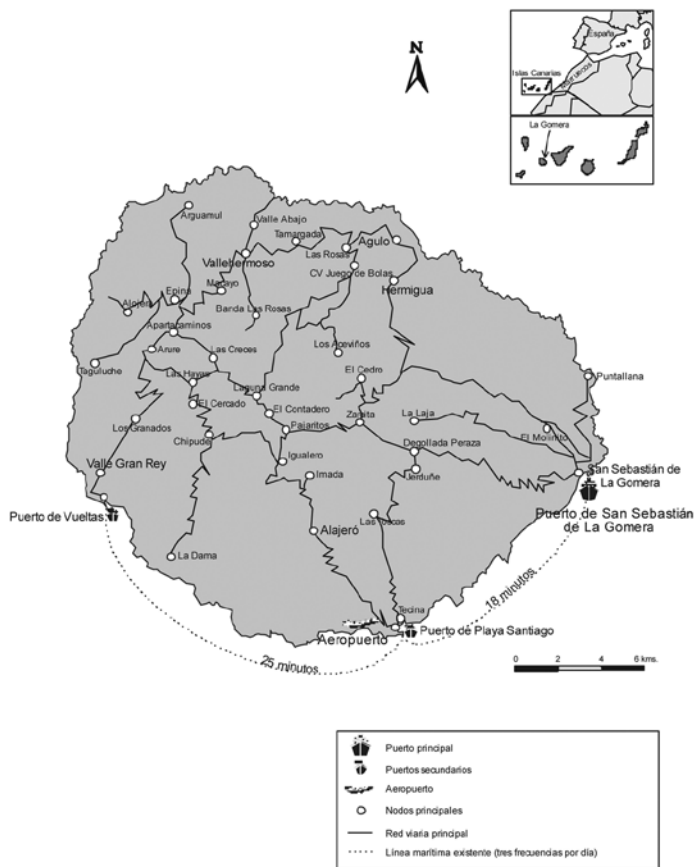 N
España
Marruecos
Islas Canarias
La Gomera
Arguamul
Valle Abajo
Tamargada
Agulo
Vallehermoso
Las Rosas
CV Juego de Bolas
Macayo
Hermigua
Epina
Alojera
Banda Las Rosas
Apartacaminos
Arure
Las Creces
Los Aceviños
Taguluche
Las Hayas
El Cedro
Puntallana
Laguna Grande
El Cercado
El Contadero
Los Granados
Zarcita
La Laja
Pajaritos
El Molinito
Chipude
Degollada Peraza
Igualero
Valle Gran Rey
Imada
Jerduñe
San Sebastián de
La Gomera
Puerto de Vueltas
Las Toscas
Puerto de San Sebastián
de La Gomera
Alajeró
La Dama
18 minutos
Tecina
Aeropuerto
Puerto de Playa Santiago
25 minutos
0 2 4 6 kms.
Puerto principal
Puertos secundarios
Aeropuerto
Nodos principales
Red viaria principal
Línea marítima existente (tres frecuencias por día)